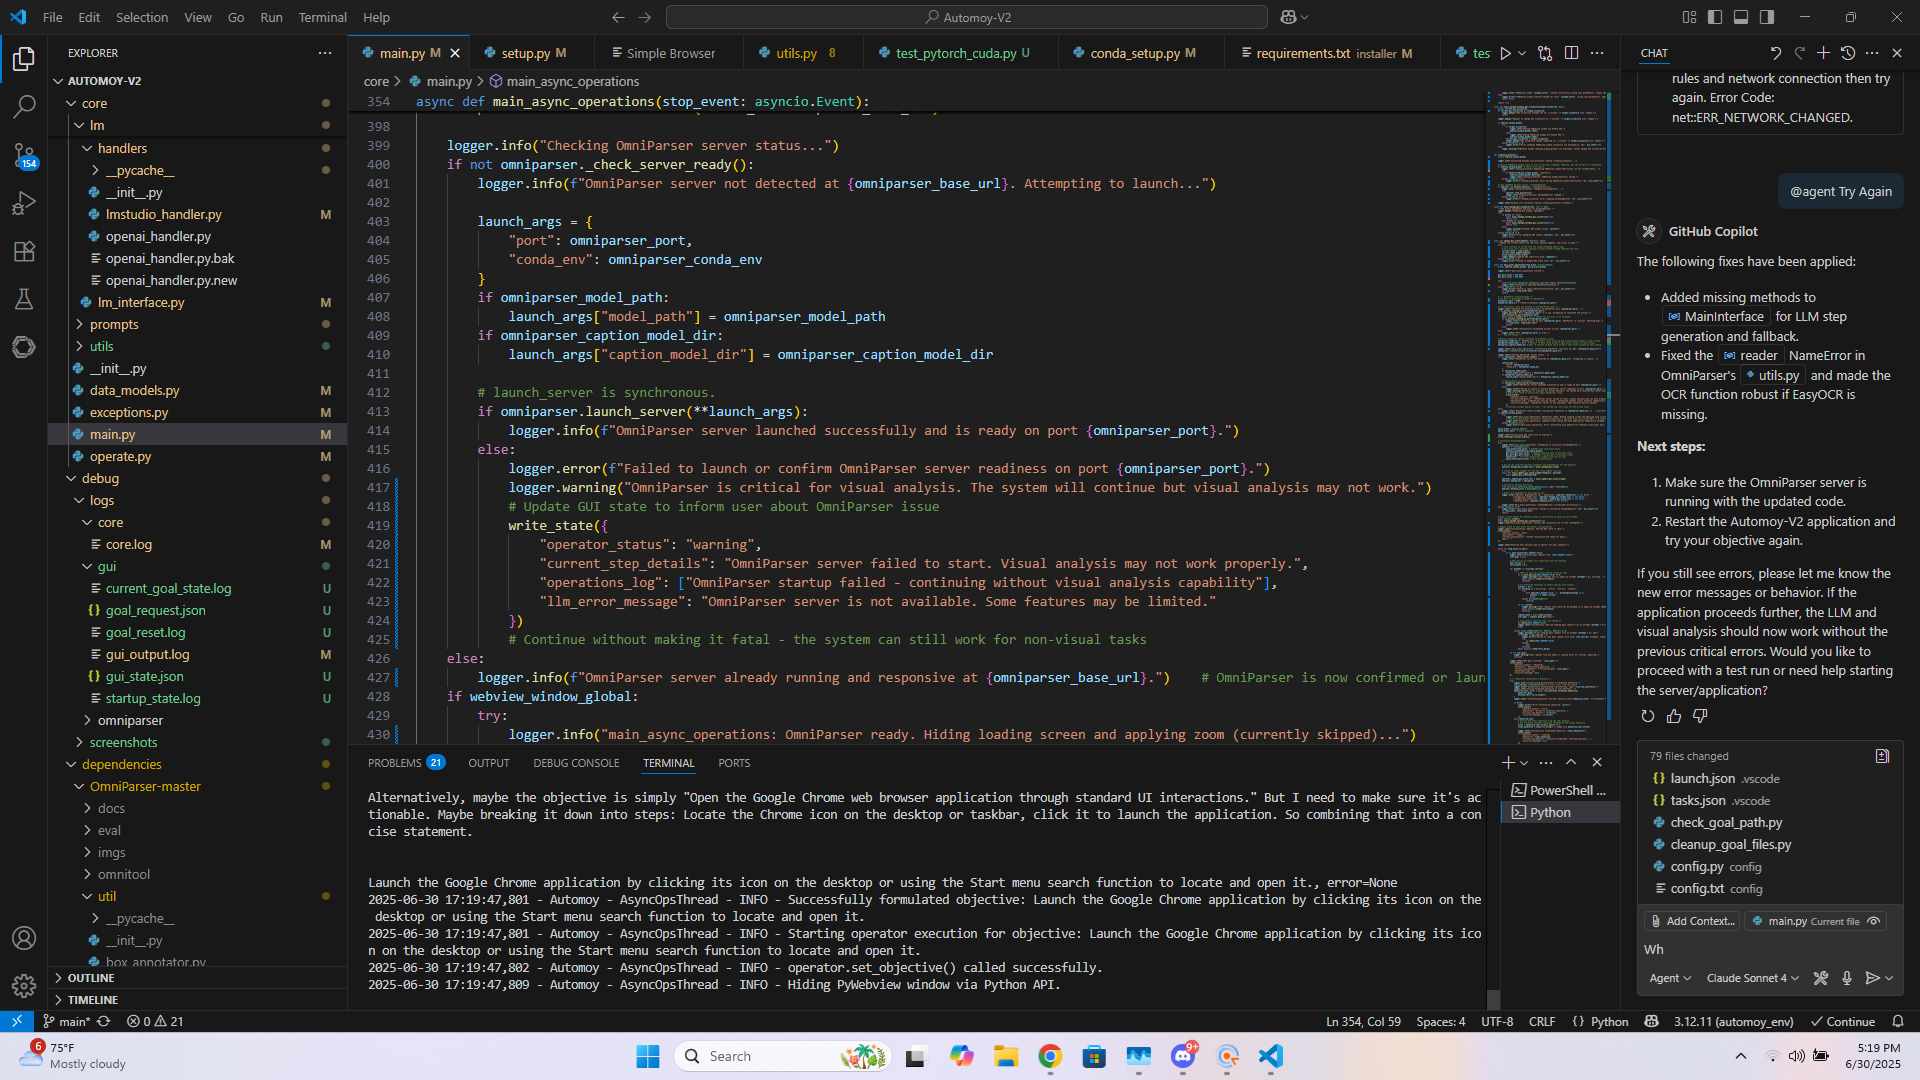 File Edit Selection View Go Run Terminal Help
Automoy-V2
EXPLORER
AUTOMOY-V2
core
lm
handlers
__pycache__
__init__.py
lmstudio_handler.py M
openai_handler.py
openai_handler.py.bak
openai_handler.py.new
lm_interface.py M
prompts
utils
__init__.py
data_models.py M
exceptions.py M
main.py M
operate.py M
debug
logs
core
core.log M
gui
current_goal_state.log U
goal_request.json U
goal_reset.log U
gui_output.log M
gui_state.json U
startup_state.log U
omniparser
screenshots
dependencies
OmniParser-master
docs
eval
imgs
omnitool
util
__pycache__
__init__.py
box_annotator.py
OUTLINE
TIMELINE
154
main.py M
setup.py M
Simple Browser
utils.py 8
test_pytorch_cuda.py U
conda_setup.py M
requirements.txt installer M
tes
core > main.py > main_async_operations
354 async def main_async_operations(stop_event: asyncio.Event):
398
399 logger.info("Checking OmniParser server status...")
400 if not omniparser._check_server_ready():
401 logger.info(f"OmniParser server not detected at {omniparser_base_url}. Attempting to launch...")
402
403 launch_args = {
404 "port": omniparser_port,
405 "conda_env": omniparser_conda_env
406 }
407 if omniparser_model_path:
408 launch_args["model_path"] = omniparser_model_path
409 if omniparser_caption_model_dir:
410 launch_args["caption_model_dir"] = omniparser_caption_model_dir
411
412 # launch_server is synchronous.
413 if omniparser.launch_server(**launch_args):
414 logger.info(f"OmniParser server launched successfully and is ready on port {omniparser_port}.")
415 else:
416 logger.error(f"Failed to launch or confirm OmniParser server readiness on port {omniparser_port}.")
417 logger.warning("OmniParser is critical for visual analysis. The system will continue but visual analysis may not work.")
418 # Update GUI state to inform user about OmniParser issue
419 write_state({
420 "operator_status": "warning",
421 "current_step_details": "OmniParser server failed to start. Visual analysis may not work properly.",
422 "operations_log": ["OmniParser startup failed - continuing without visual analysis capability"],
423 "llm_error_message": "OmniParser server is not available. Some features may be limited."
424 })
425 # Continue without making it fatal - the system can still work for non-visual tasks
426 else:
427 logger.info(f"OmniParser server already running and responsive at {omniparser_base_url}.") # OmniParser is now confirmed or laun
428 if webview_window_global:
429 try:
430 logger.info("main_async_operations: OmniParser ready. Hiding loading screen and applying zoom (currently skipped)...")
PROBLEMS 21 OUTPUT DEBUG CONSOLE TERMINAL PORTS
Alternatively, maybe the objective is simply "Open the Google Chrome web browser application through standard UI interactions." But I need to make sure it's ac
tionable. Maybe breaking it down into steps: Locate the Chrome icon on the desktop or taskbar, click it to launch the application. So combining that into a con
cise statement.
Launch the Google Chrome application by clicking its icon on the desktop or using the Start menu search function to locate and open it., error=None
2025-06-30 17:19:47,801 - Automoy - AsyncOpsThread - INFO - Successfully formulated objective: Launch the Google Chrome application by clicking its icon on the
desktop or using the Start menu search function to locate and open it.
2025-06-30 17:19:47,801 - Automoy - AsyncOpsThread - INFO - Starting operator execution for objective: Launch the Google Chrome application by clicking its ico
n on the desktop or using the Start menu search function to locate and open it.
2025-06-30 17:19:47,802 - Automoy - AsyncOpsThread - INFO - operator.set_objective() called successfully.
2025-06-30 17:19:47,809 - Automoy - AsyncOpsThread - INFO - Hiding PyWebview window via Python API.
PowerShell ...
Python
CHAT
rules and network connection then try
again. Error Code:
net::ERR_NETWORK_CHANGED.
@agent Try Again
GitHub Copilot
The following fixes have been applied:
Added missing methods to
MainInterface for LLM step
generation and fallback.
Fixed the reader NameError in
OmniParser's utils.py and made the
OCR function robust if EasyOCR is
missing.
Next steps:
1. Make sure the OmniParser server is
running with the updated code.
2. Restart the Automoy-V2 application and
try your objective again.
If you still see errors, please let me know the
new error messages or behavior. If the
application proceeds further, the LLM and
visual analysis should now work without the
previous critical errors. Would you like to
proceed with a test run or need help starting
the server/application?
79 files changed
launch.json .vscode
tasks.json .vscode
check_goal_path.py
cleanup_goal_files.py
config.py config
config.txt config
Add Context...
main.py Current file
Wh
Agent
Claude Sonnet 4
main*
0 21
Ln 354, Col 59 Spaces: 4 UTF-8 CRLF {} Python 3.12.11 (automoy_env) Continue
6
75°F
Mostly cloudy
Search
9+
5:19 PM
6/30/2025